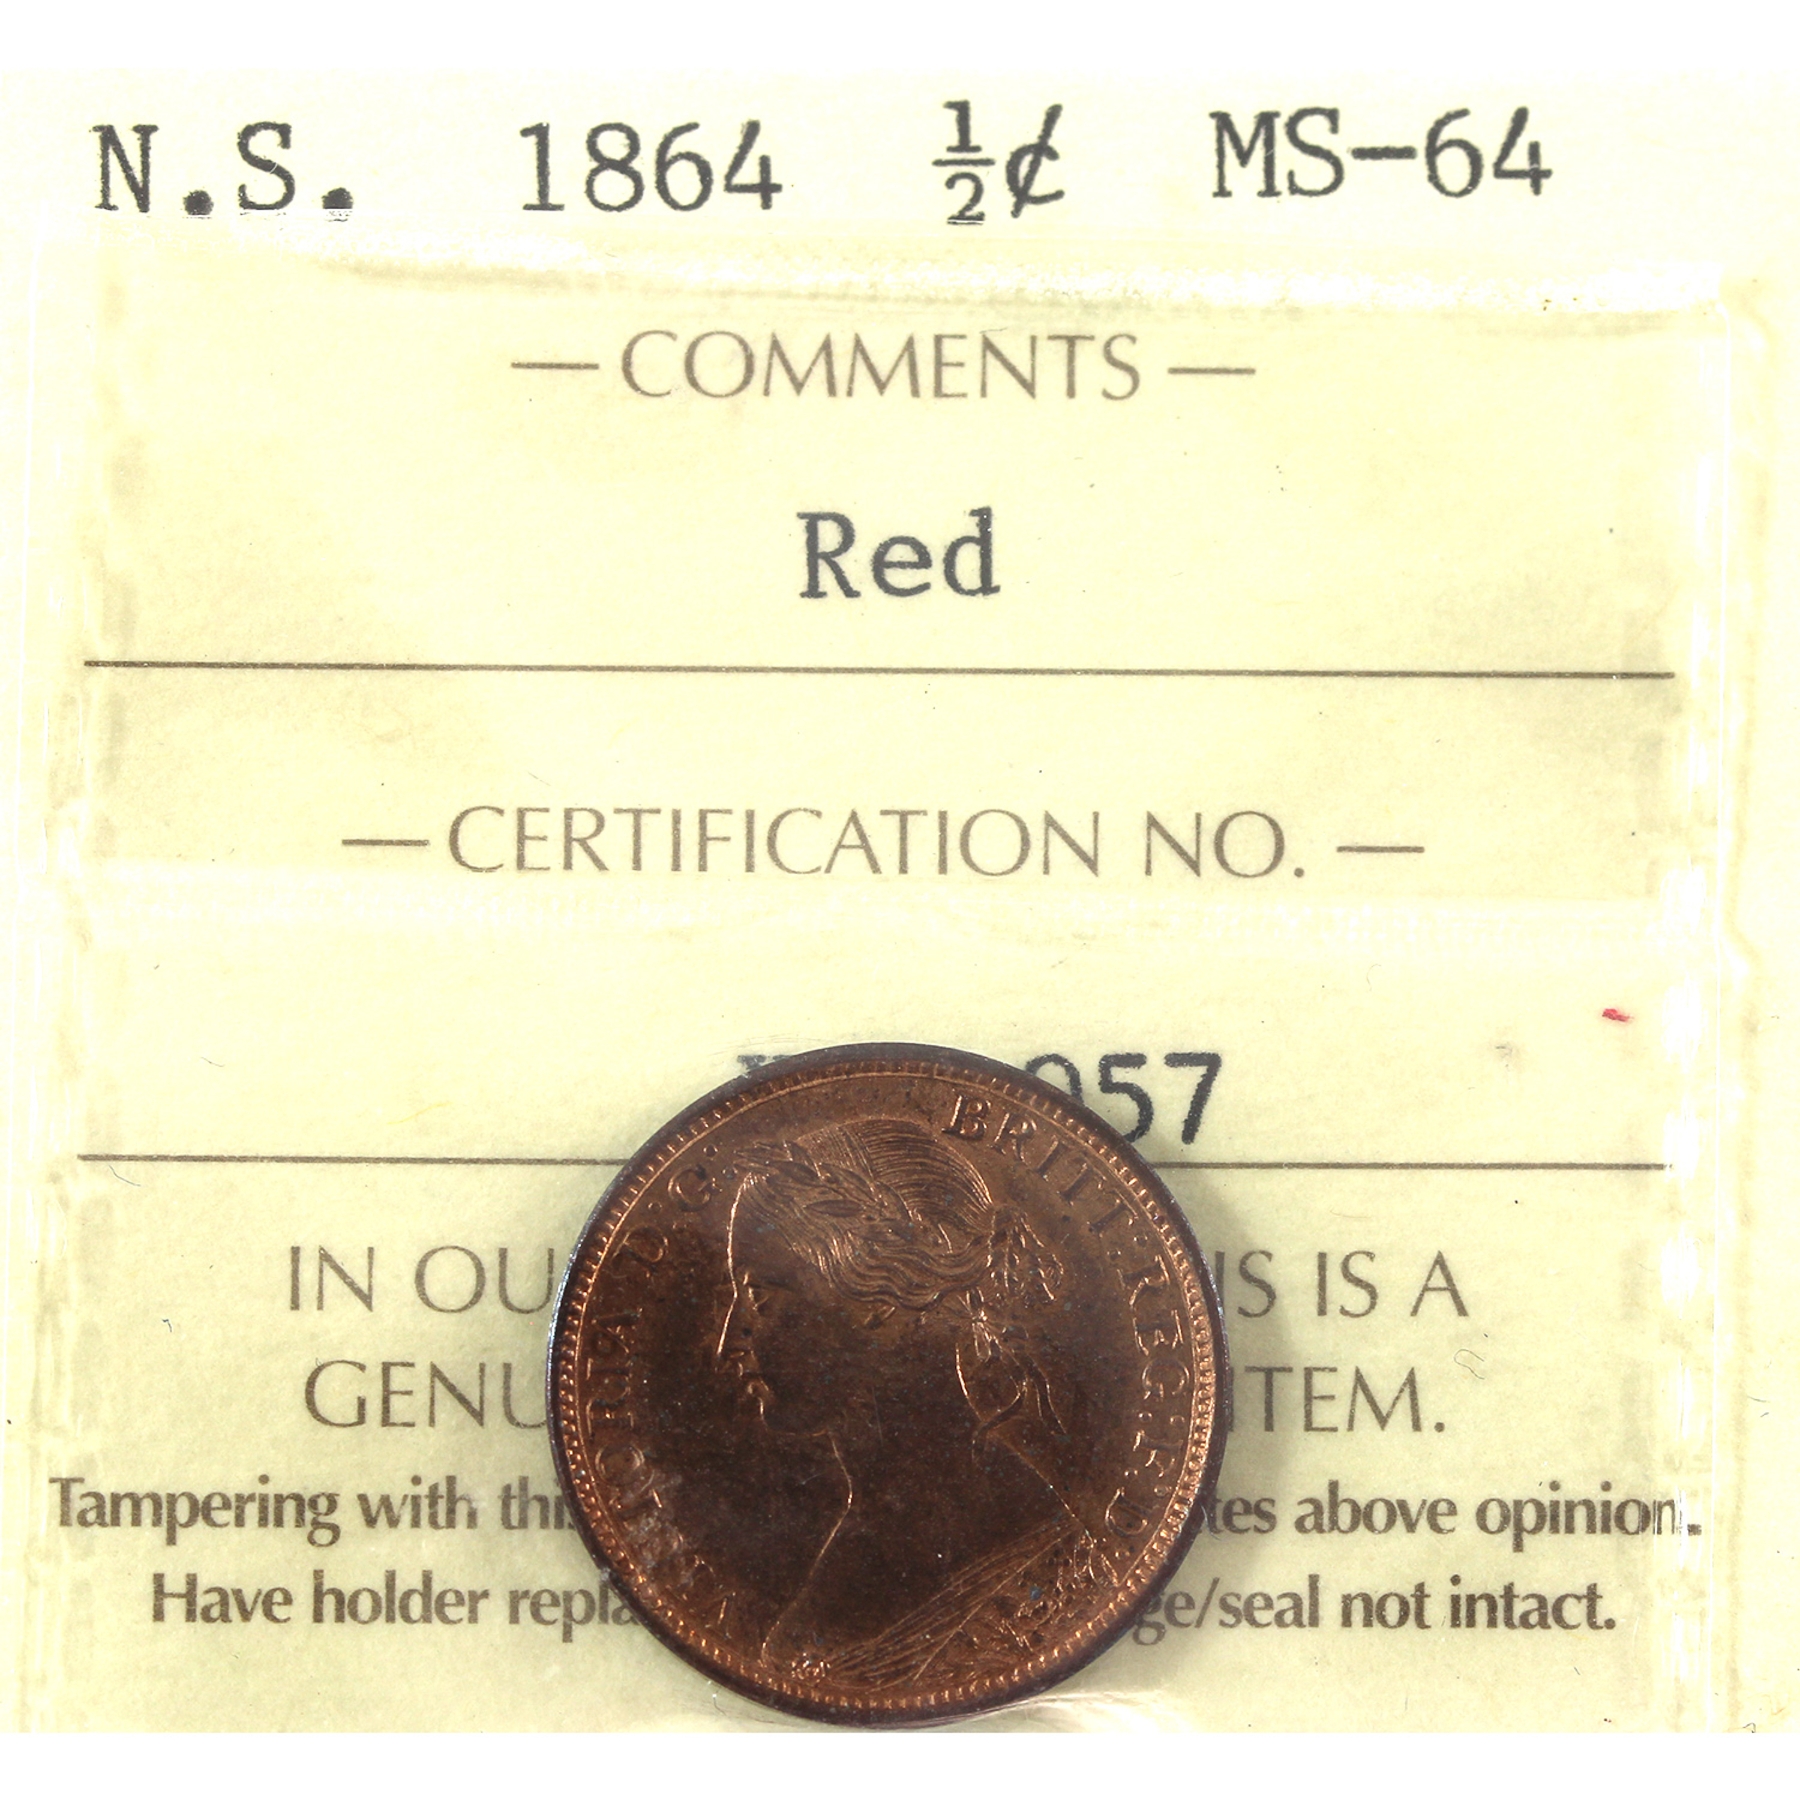 N.S. 1864 ½¢ MS-64
— COMMENTS —
Red
— CERTIFICATION NO. —
957
IN OU IS IS A
GENU ITEM.
Tampering with thi tes above opinion.
Have holder repla ge/seal not intact.
VICTORIA D:G: BRITT:REG:F:D: